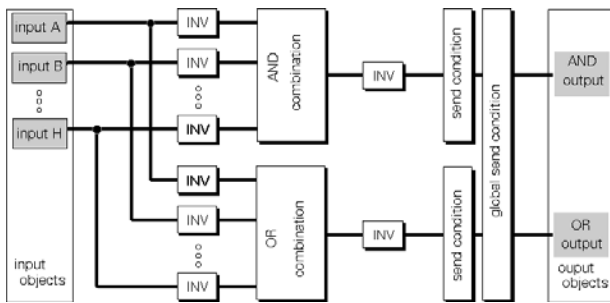 input A
INV
AND
combination
INV
send condition
global send condition
AND
output
input B
INV
input H
INV
INV
OR
combination
INV
INV
send condition
OR
output
INV
input
objects
ouput
objects